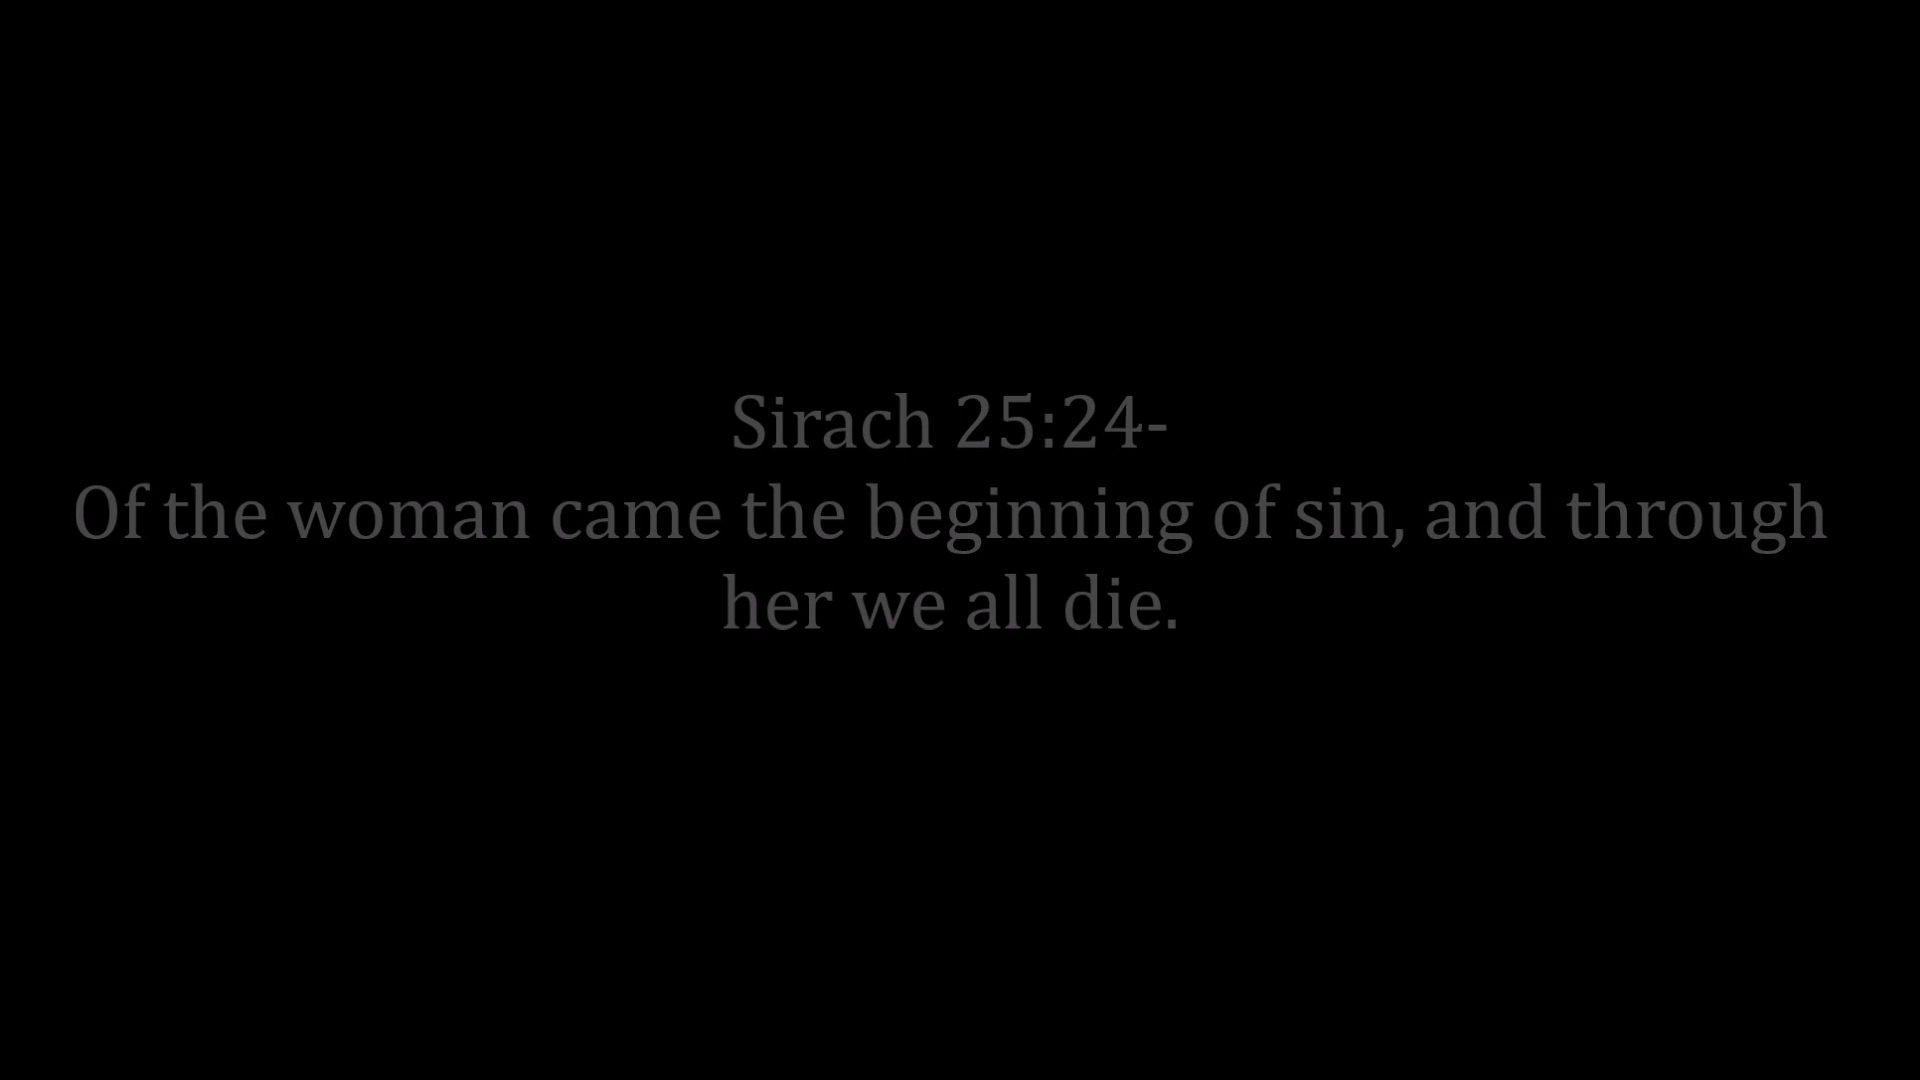 Sirach 25:24-
Of the woman came the beginning of sin, and through
her we all die.